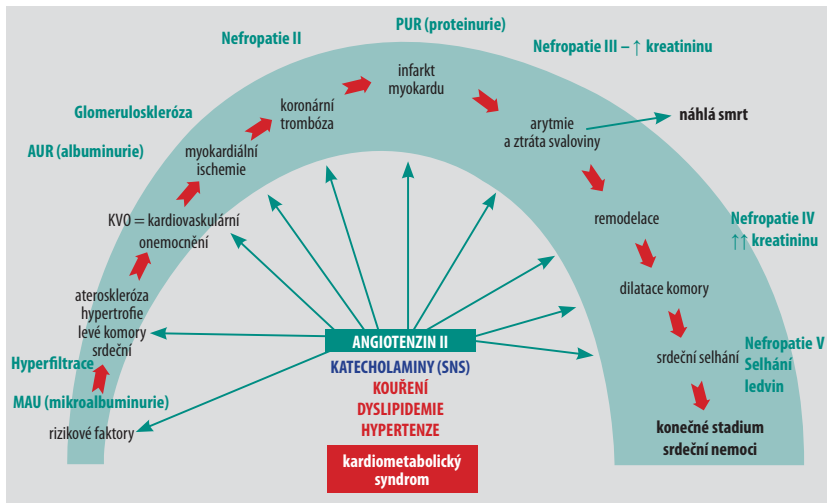 PUR (proteinurie)
Nefropatie II
Nefropatie III – ↑ kreatininu
infarkt
myokardu
koronární
trombóza
Glomeruloskleróza
arytmie
a ztráta svaloviny
náhlá smrt
AUR (albuminurie)
myokardiální
ischemie
KVO = kardiovaskulární
onemocnění
remodelace
Nefropatie IV
↑↑ kreatininu
ateroskleróza
hypertrofie
levé komory
srdeční
dilatace komory
Hyperfiltrace
MAU (mikroalbuminurie)
rizikové faktory
ANGIOTENZIN II
KATECHOLAMINY (SNS)
KOUŘENÍ
DYSLIPIDEMIE
HYPERTENZE
kardiometabolický
syndrom
srdeční selhání
Nefropatie V
Selhání
ledvin
konečné stadium
srdeční nemoci